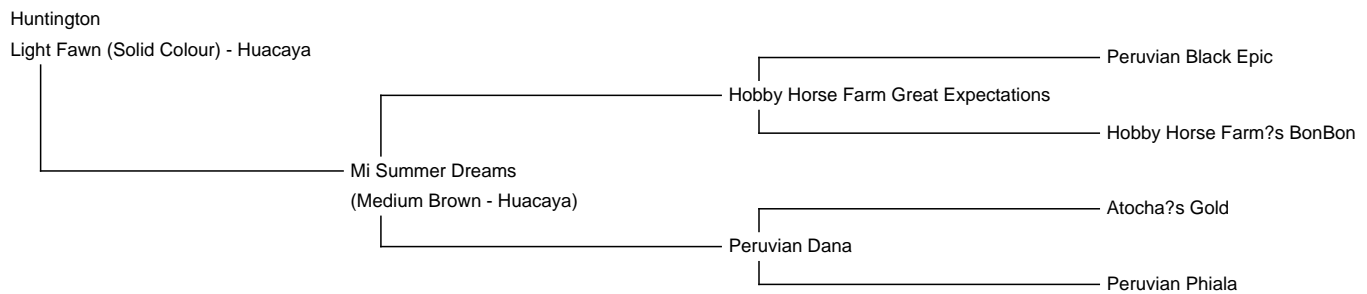 Huntington
Light Fawn (Solid Colour) - Huacaya
Peruvian Black Epic
Hobby Horse Farm Great Expectations
Hobby Horse Farm?s BonBon
Mi Summer Dreams
(Medium Brown - Huacaya)
Atocha?s Gold
Peruvian Dana
Peruvian Phiala